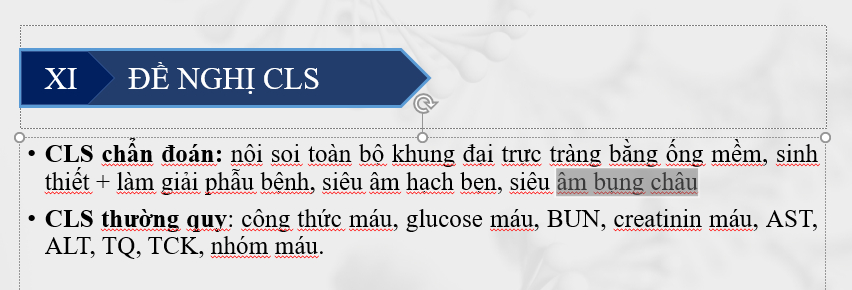 XI ĐỀ NGHỊ CLS
• CLS chẩn đoán: nội soi toàn bộ khung đại trực tràng bằng ống mềm, sinh
thiết + làm giải phẫu bệnh, siêu âm hạch bẹn, siêu âm bụng châu
• CLS thường quy: công thức máu, glucose máu, BUN, creatinin máu, AST,
ALT, TQ, TCK, nhóm máu.